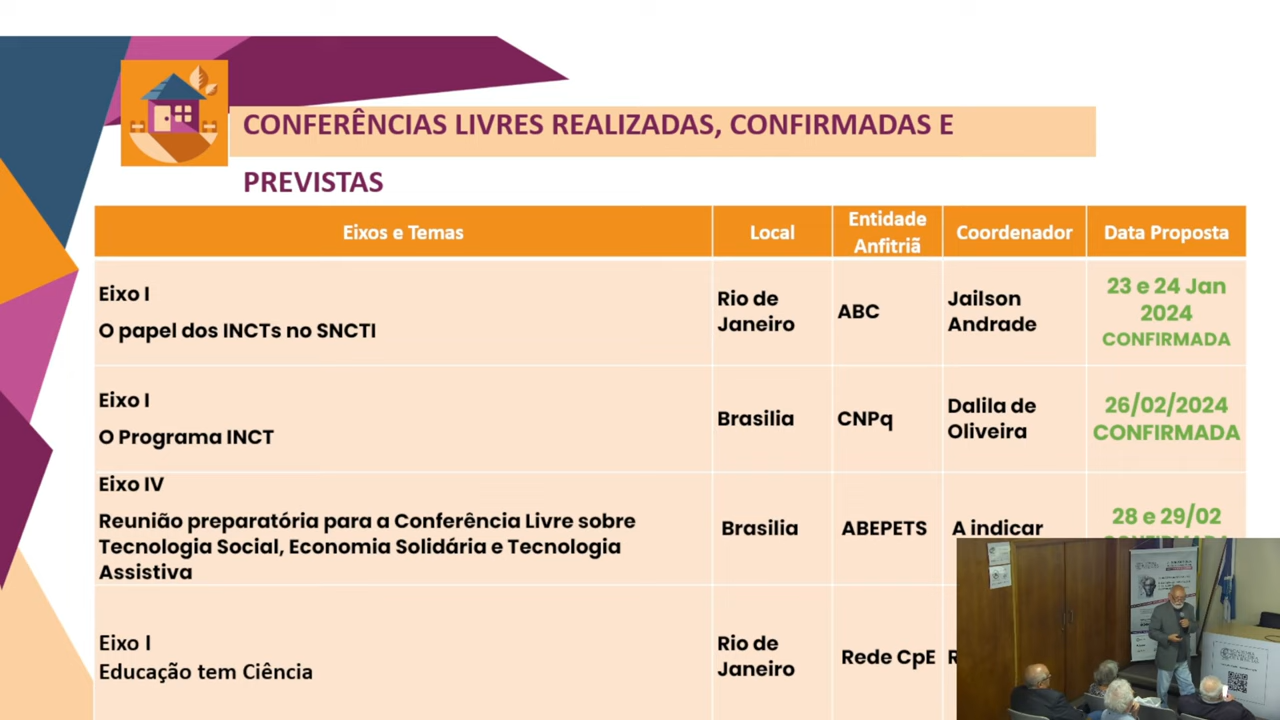 CONFERÊNCIAS LIVRES REALIZADAS, CONFIRMADAS E
PREVISTAS
Eixos e Temas
Local
Entidade
Anfitriã
Coordenador
Data Proposta
Eixo I
O papel dos INCTs no SNCTI
Rio de
Janeiro
ABC
Jailson
Andrade
23 e 24 Jan
2024
CONFIRMADA
Eixo I
O Programa INCT
Brasilia
CNPq
Dalila de
Oliveira
26/02/2024
CONFIRMADA
Eixo IV
Reunião preparatória para a Conferência Livre sobre
Tecnologia Social, Economia Solidária e Tecnologia
Assistiva
Brasilia
ABEPETS
A indicar
28 e 29/02
Eixo I
Educação tem Ciência
Rio de
Janeiro
Rede CpE